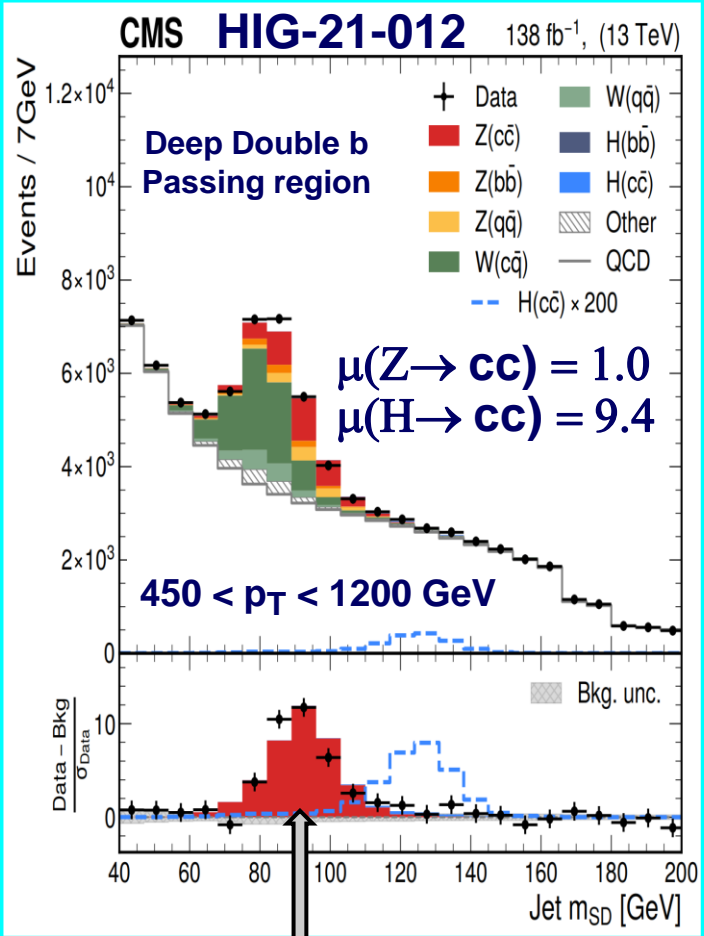 CMS HIG-21-012 138 fb⁻¹, (13 TeV)
Events / 7GeV
1.2×10⁴
10⁴
8×10³
6×10³
4×10³
2×10³
0
Deep Double b
Passing region
Data
Z(cc̄)
Z(bb̄)
Z(qq̄)
W(cq̄)
W(qq̄)
H(bb̄)
H(cc̄)
Other
QCD
H(cc̄) × 200
μ(Z→ cc) = 1.0
μ(H→ cc) = 9.4
450 < pT < 1200 GeV
Data − Bkg
σData
10
0
Bkg. unc.
40 60 80 100 120 140 160 180 200
Jet mSD [GeV]